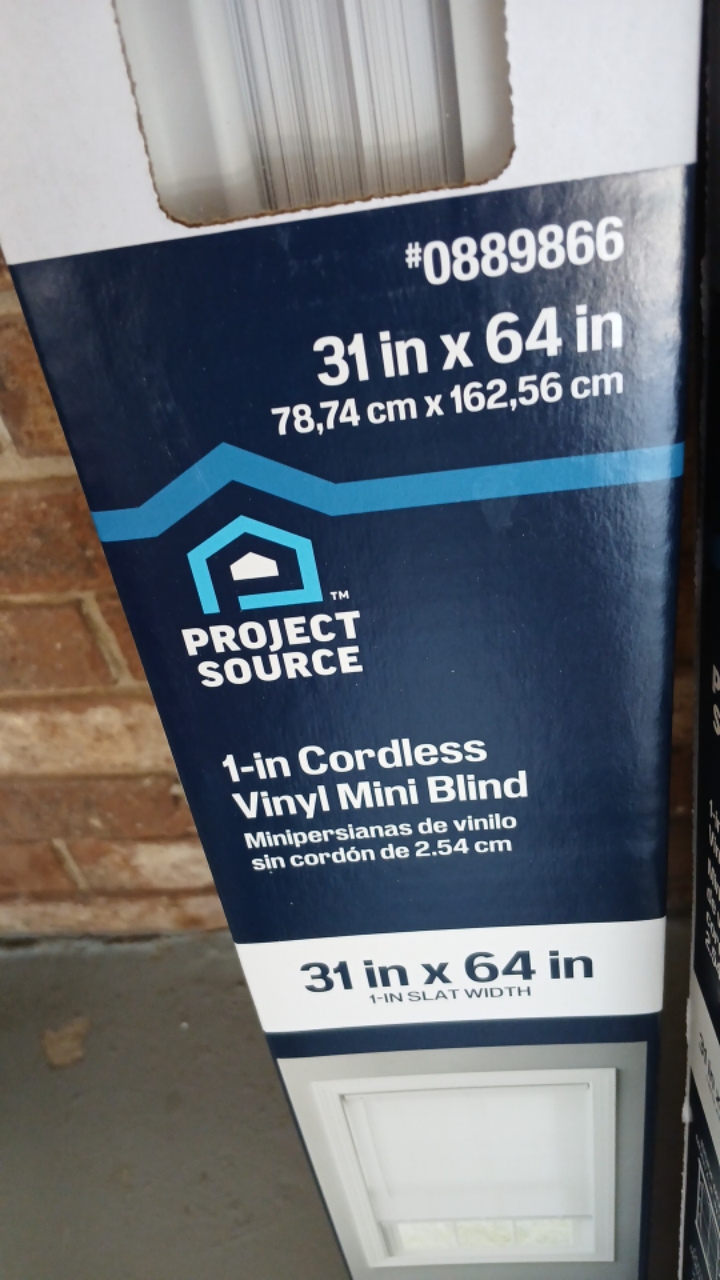 #0889866
31 in x 64 in
78,74 cm x 162,56 cm
TM
PROJECT
SOURCE
1-in Cordless
Vinyl Mini Blind
Minipersianas de vinilo
sin cordón de 2.54 cm
31 in x 64 in
1-IN SLAT WIDTH